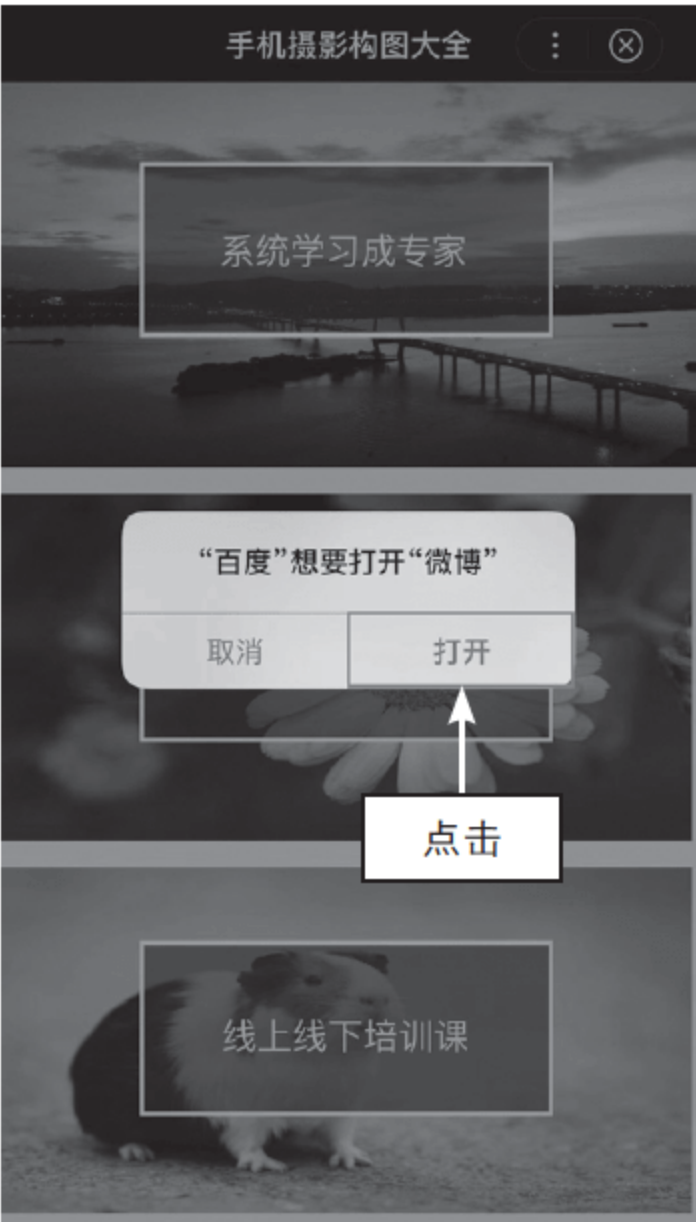 手机摄影构图大全
系统学习成专家
“百度”想要打开“微博”
取消
打开
点击
线上线下培训课